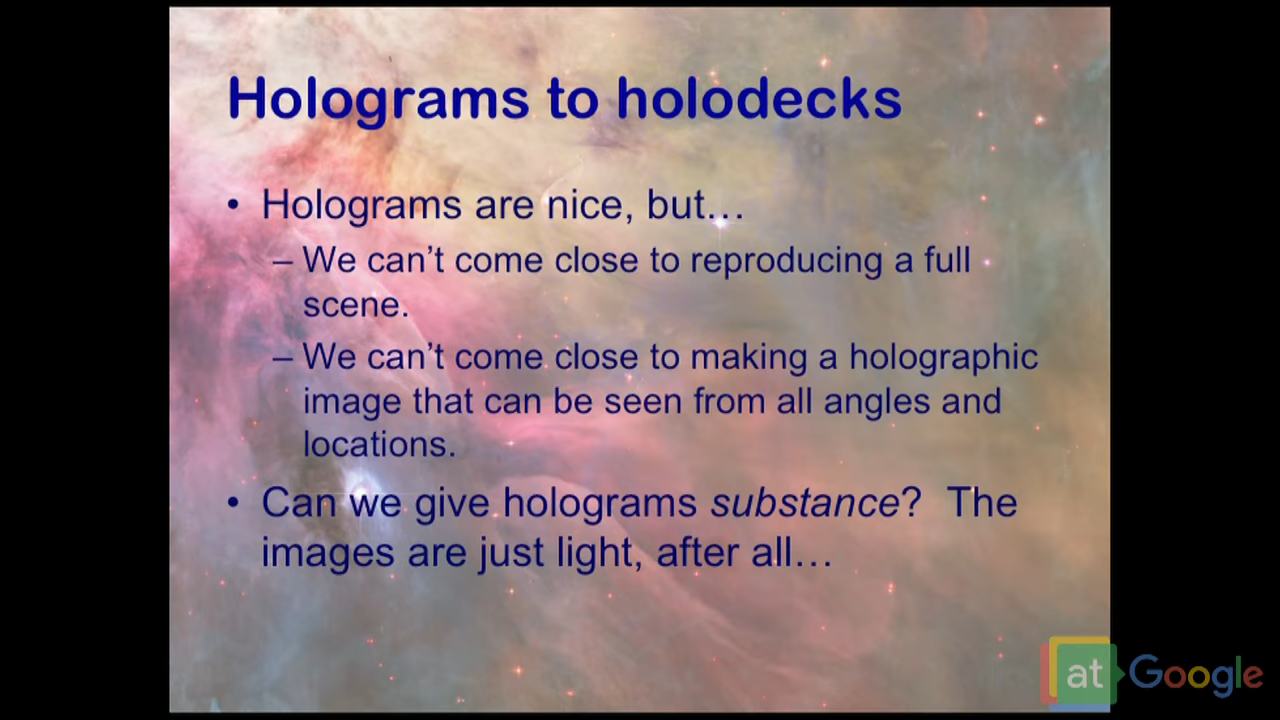 Holograms to holodecks
• Holograms are nice, but…
– We can’t come close to reproducing a full
scene.
– We can’t come close to making a holographic
image that can be seen from all angles and
locations.
• Can we give holograms substance? The
images are just light, after all…
at Google